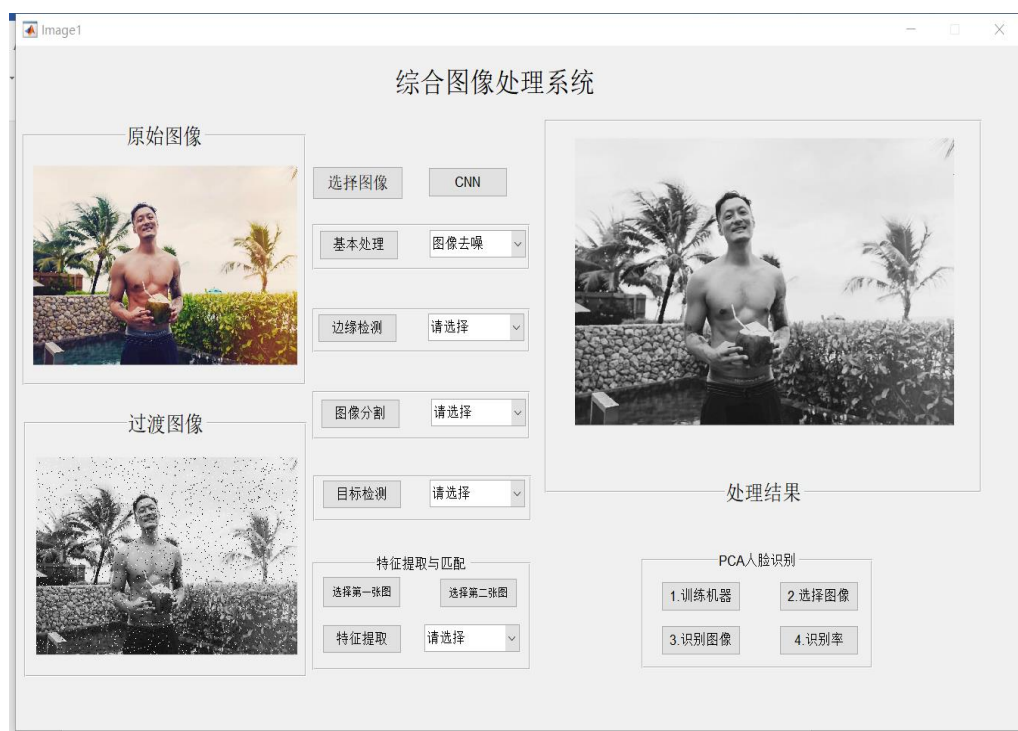 Image1
综合图像处理系统
原始图像
选择图像
CNN
基本处理
图像去噪
边缘检测
请选择
图像分割
请选择
过渡图像
目标检测
请选择
处理结果
特征提取与匹配
选择第一张图
选择第二张图
特征提取
请选择
PCA人脸识别
1.训练机器
2.选择图像
3.识别图像
4.识别率